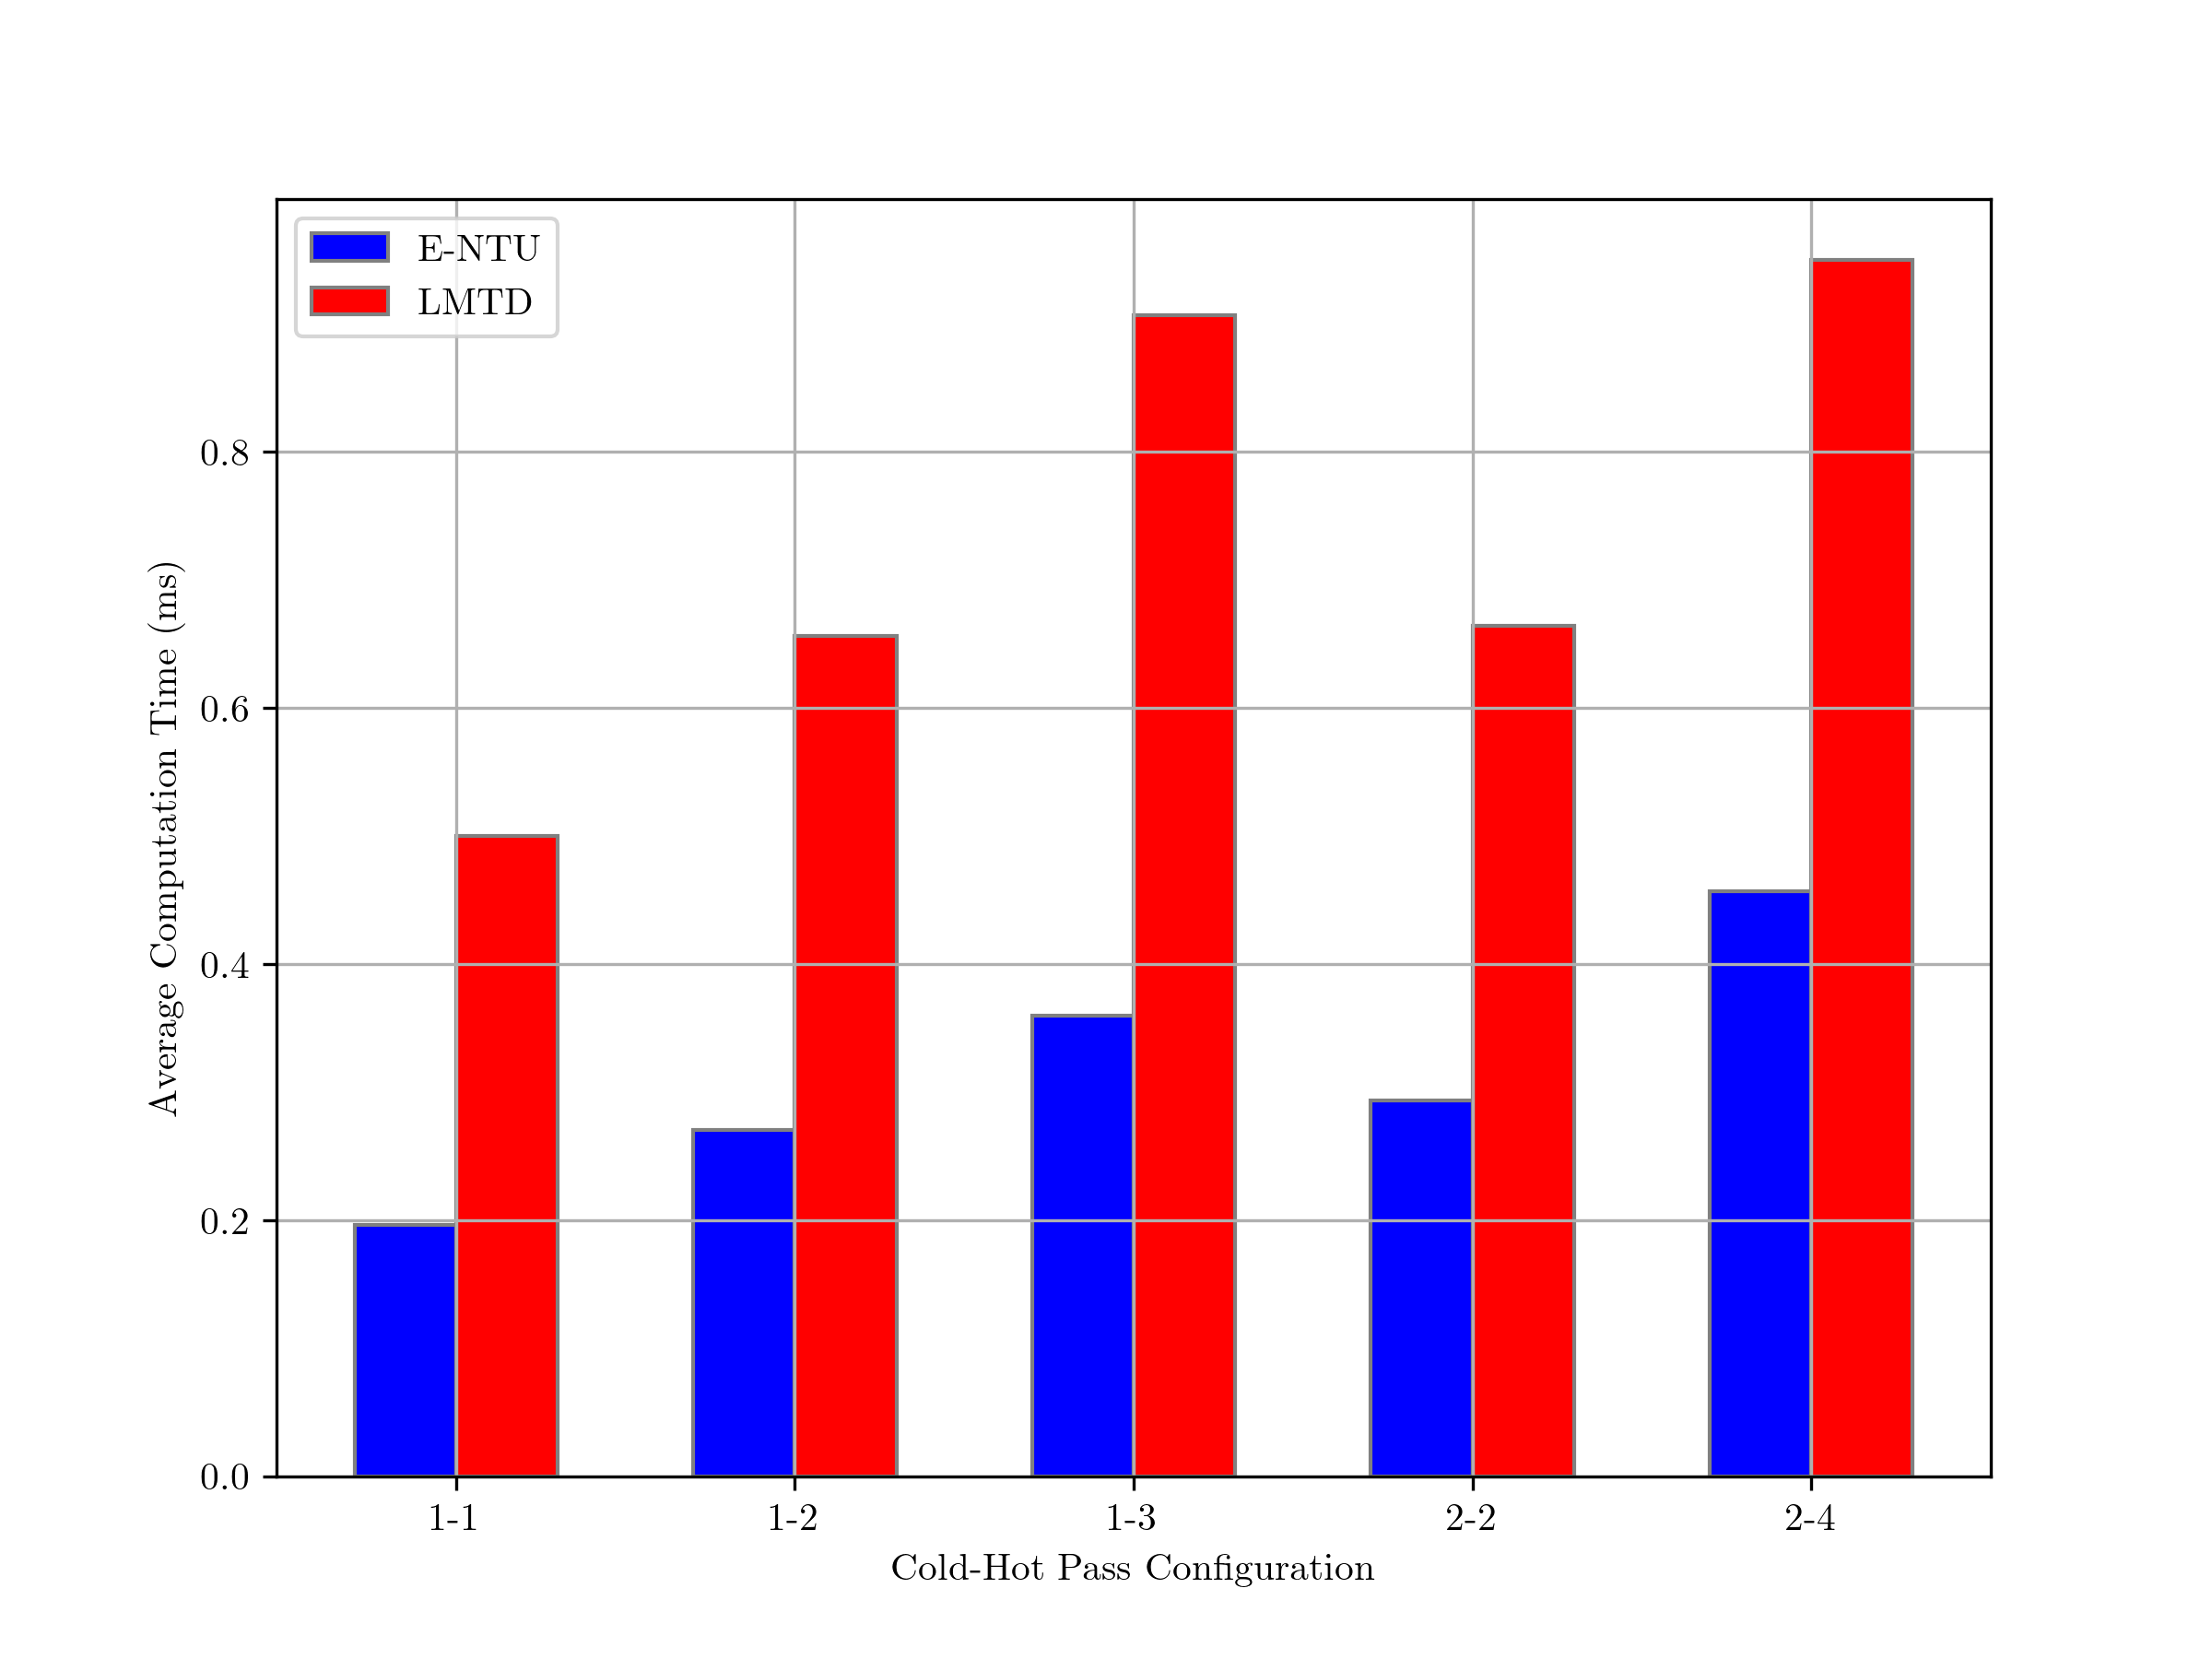 E-NTU
LMTD
0.8
0.6
0.4
0.2
0.0
Average Computation Time (ms)
1-1 1-2 1-3 2-2 2-4
Cold-Hot Pass Configuration